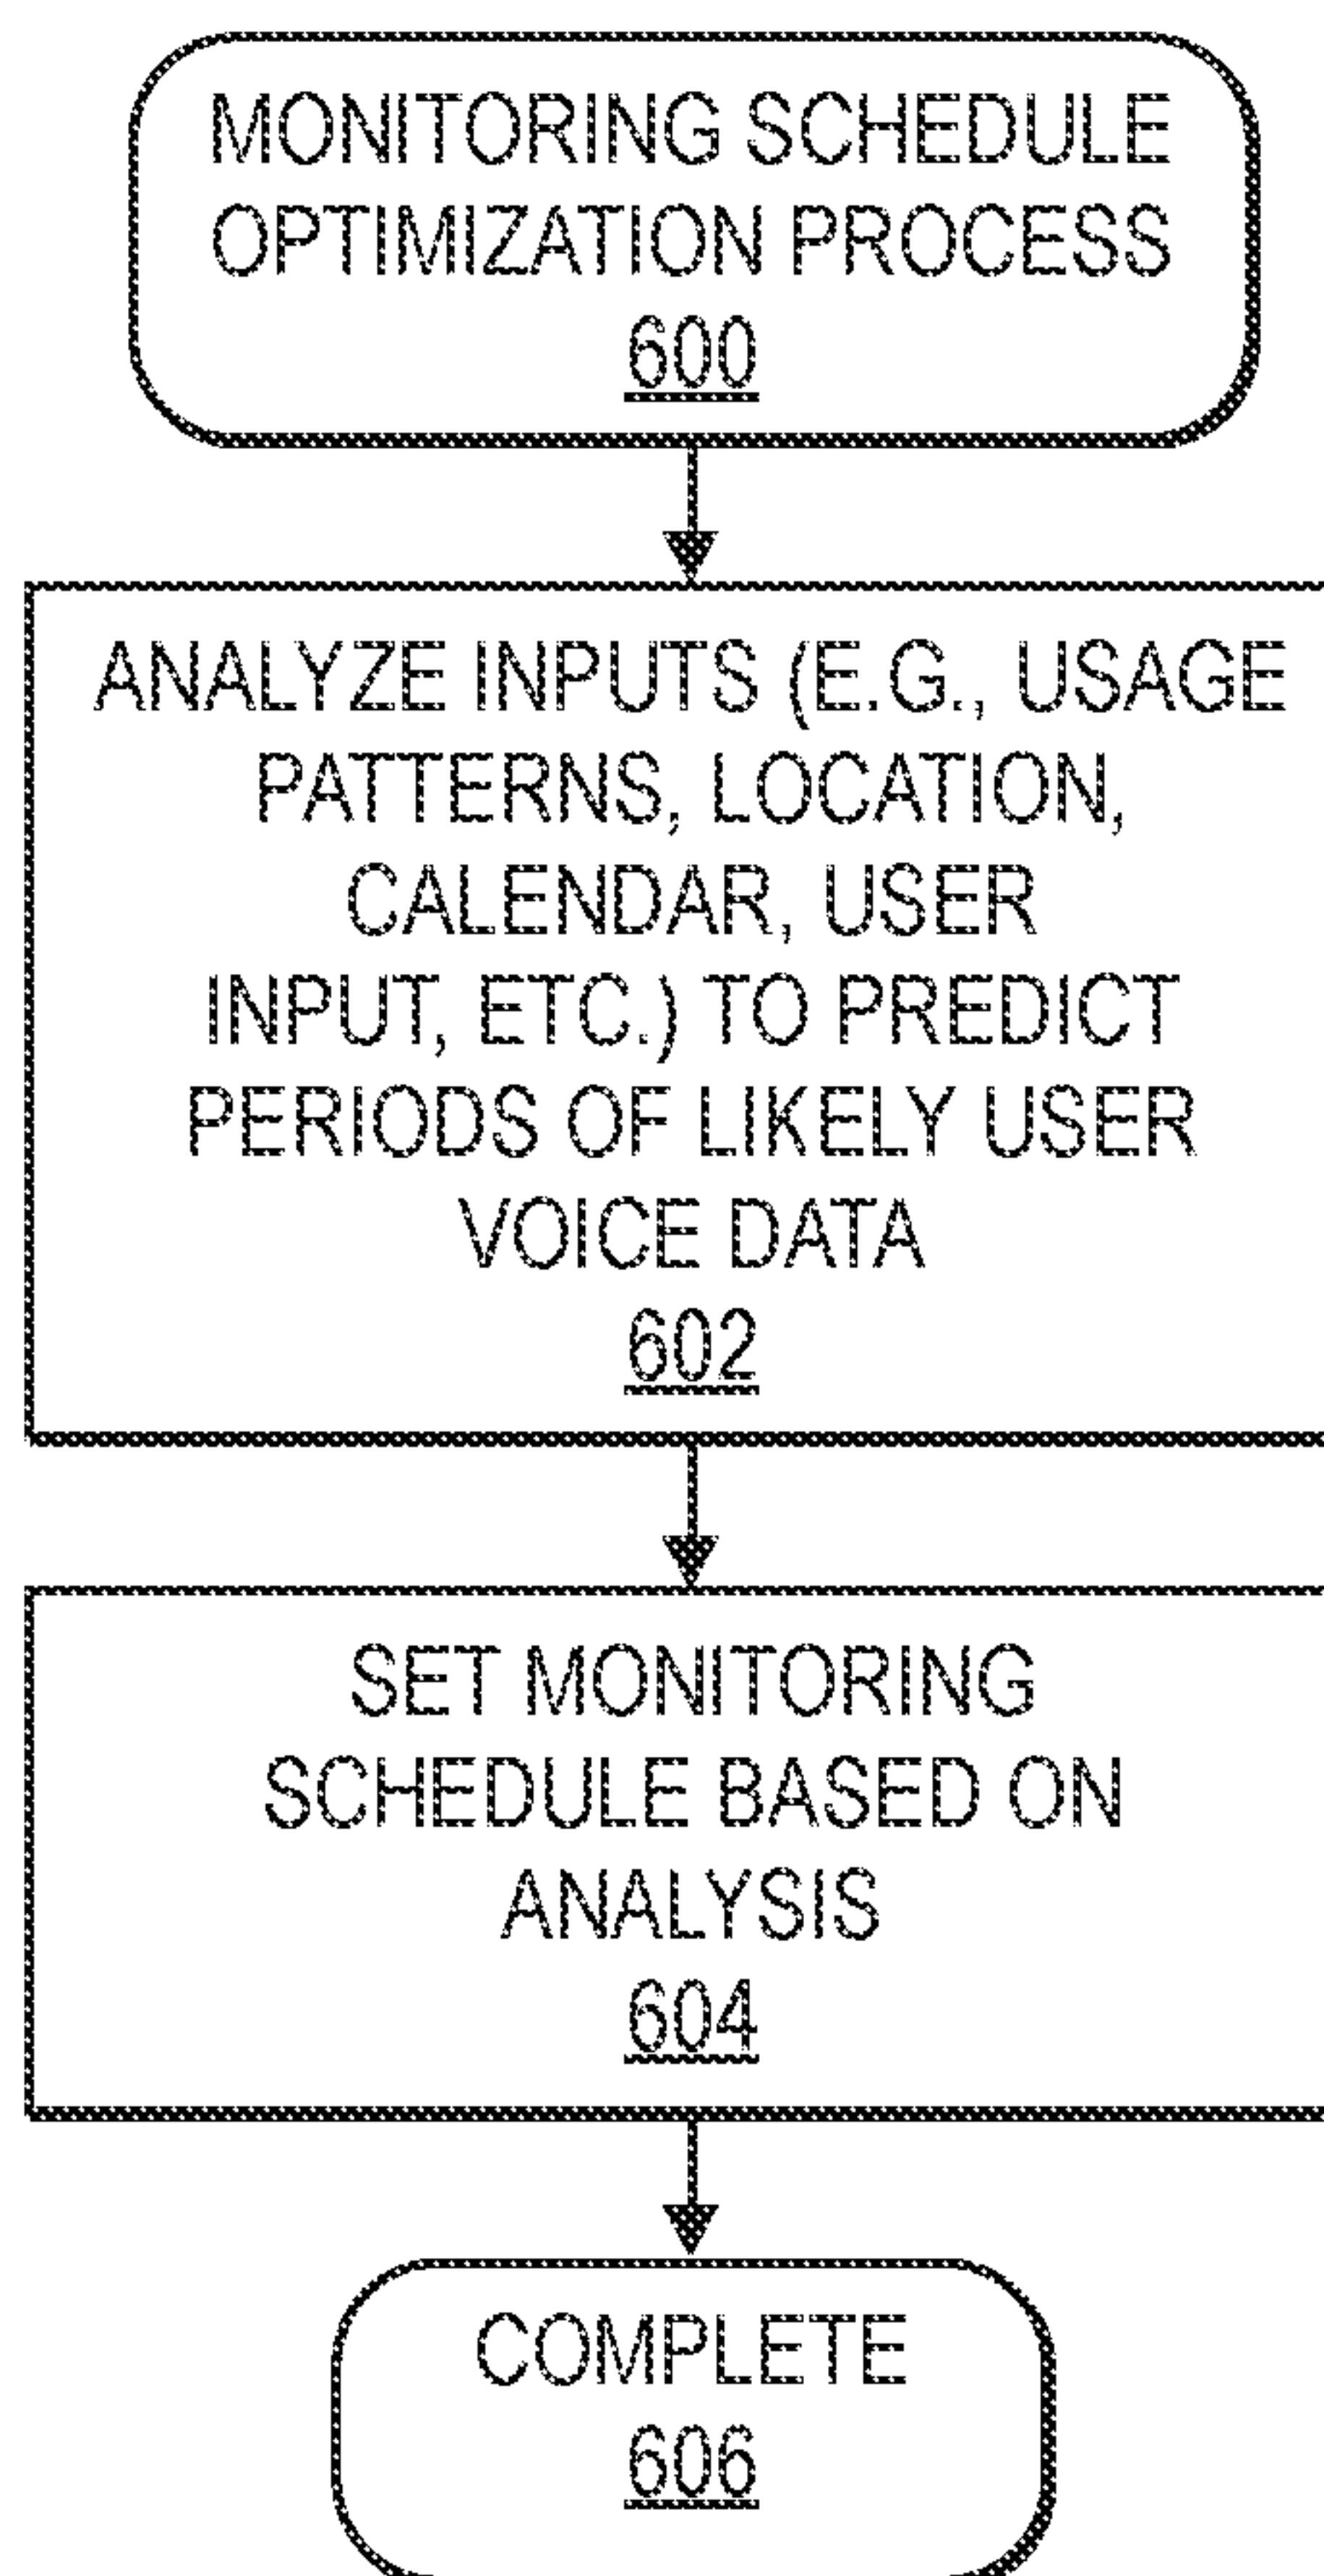 MONITORING SCHEDULE
OPTIMIZATION PROCESS
600
ANALYZE INPUTS (E.G., USAGE
PATTERNS, LOCATION,
CALENDAR, USER
INPUT, ETC.) TO PREDICT
PERIODS OF LIKELY USER
VOICE DATA
602
SET MONITORING
SCHEDULE BASED ON
ANALYSIS
604
COMPLETE
606